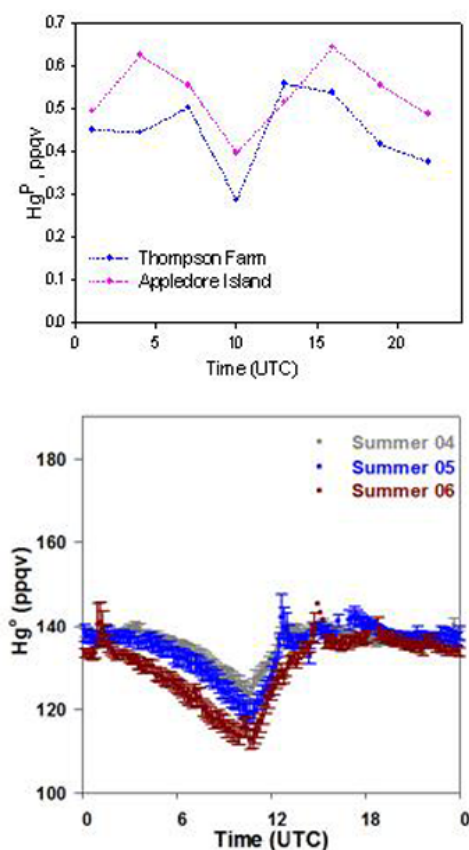 0.7
0.6
0.5
0.4
0.3
0.2
0.1
0.0
Hg^P, ppqv
Thompson Farm
Appledore Island
0 5 10 15 20
Time (UTC)
180
160
140
120
100
Hg° (ppqv)
Summer 04
Summer 05
Summer 06
0 6 12 18 0
Time (UTC)